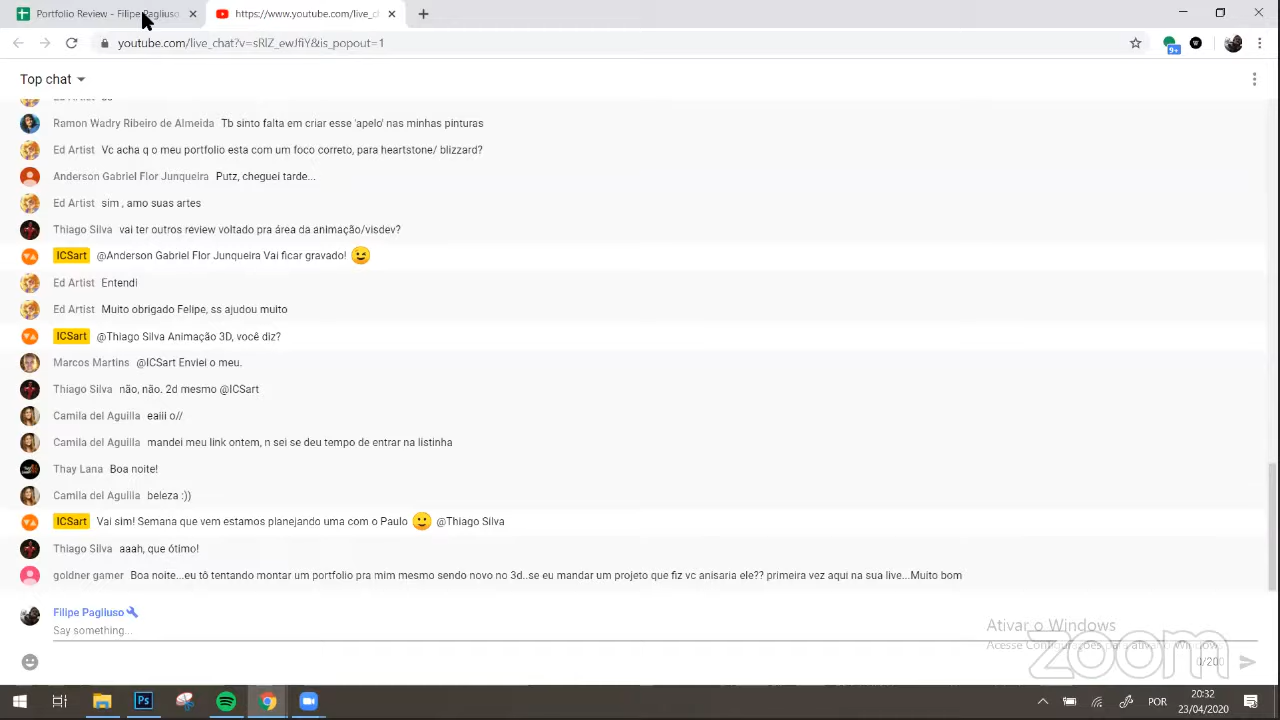 Portfolio Review - Filipe Pagliuso
https://www.youtube.com/live_cl
youtube.com/live_chat?v=sRlZ_ewJfiY&is_popout=1
9+
Top chat
Ramon Wadry Ribeiro de Almeida Tb sinto falta em criar esse 'apelo' nas minhas pinturas
Ed Artist Vc acha q o meu portfolio esta com um foco correto, para heartstone/ blizzard?
Anderson Gabriel Flor Junqueira Putz, cheguei tarde...
Ed Artist sim , amo suas artes
Thiago Silva vai ter outros review voltado pra área da animação/visdev?
ICSart @Anderson Gabriel Flor Junqueira Vai ficar gravado! 😉
Ed Artist Entendi
Ed Artist Muito obrigado Felipe, ss ajudou muito
ICSart @Thiago Silva Animação 3D, você diz?
Marcos Martins @ICSart Enviei o meu.
Thiago Silva não, não. 2d mesmo @ICSart
Camila del Aguilla eaiii o//
Camila del Aguilla mandei meu link ontem, n sei se deu tempo de entrar na listinha
Thay Lana Boa noite!
Camila del Aguilla beleza :))
ICSart Vai sim! Semana que vem estamos planejando uma com o Paulo 🙂 @Thiago Silva
Thiago Silva aaah, que ótimo!
goldner gamer Boa noite...eu tô tentando montar um portfolio pra mim mesmo sendo novo no 3d..se eu mandar um projeto que fiz vc anisaria ele?? primeira vez aqui na sua live...Muito bom
Filipe Pagliuso
Say something...
Ativar o Windows
Acesse Configurações para ativar o Windows.
zoom
0/200
Ps
POR
20:32
23/04/2020